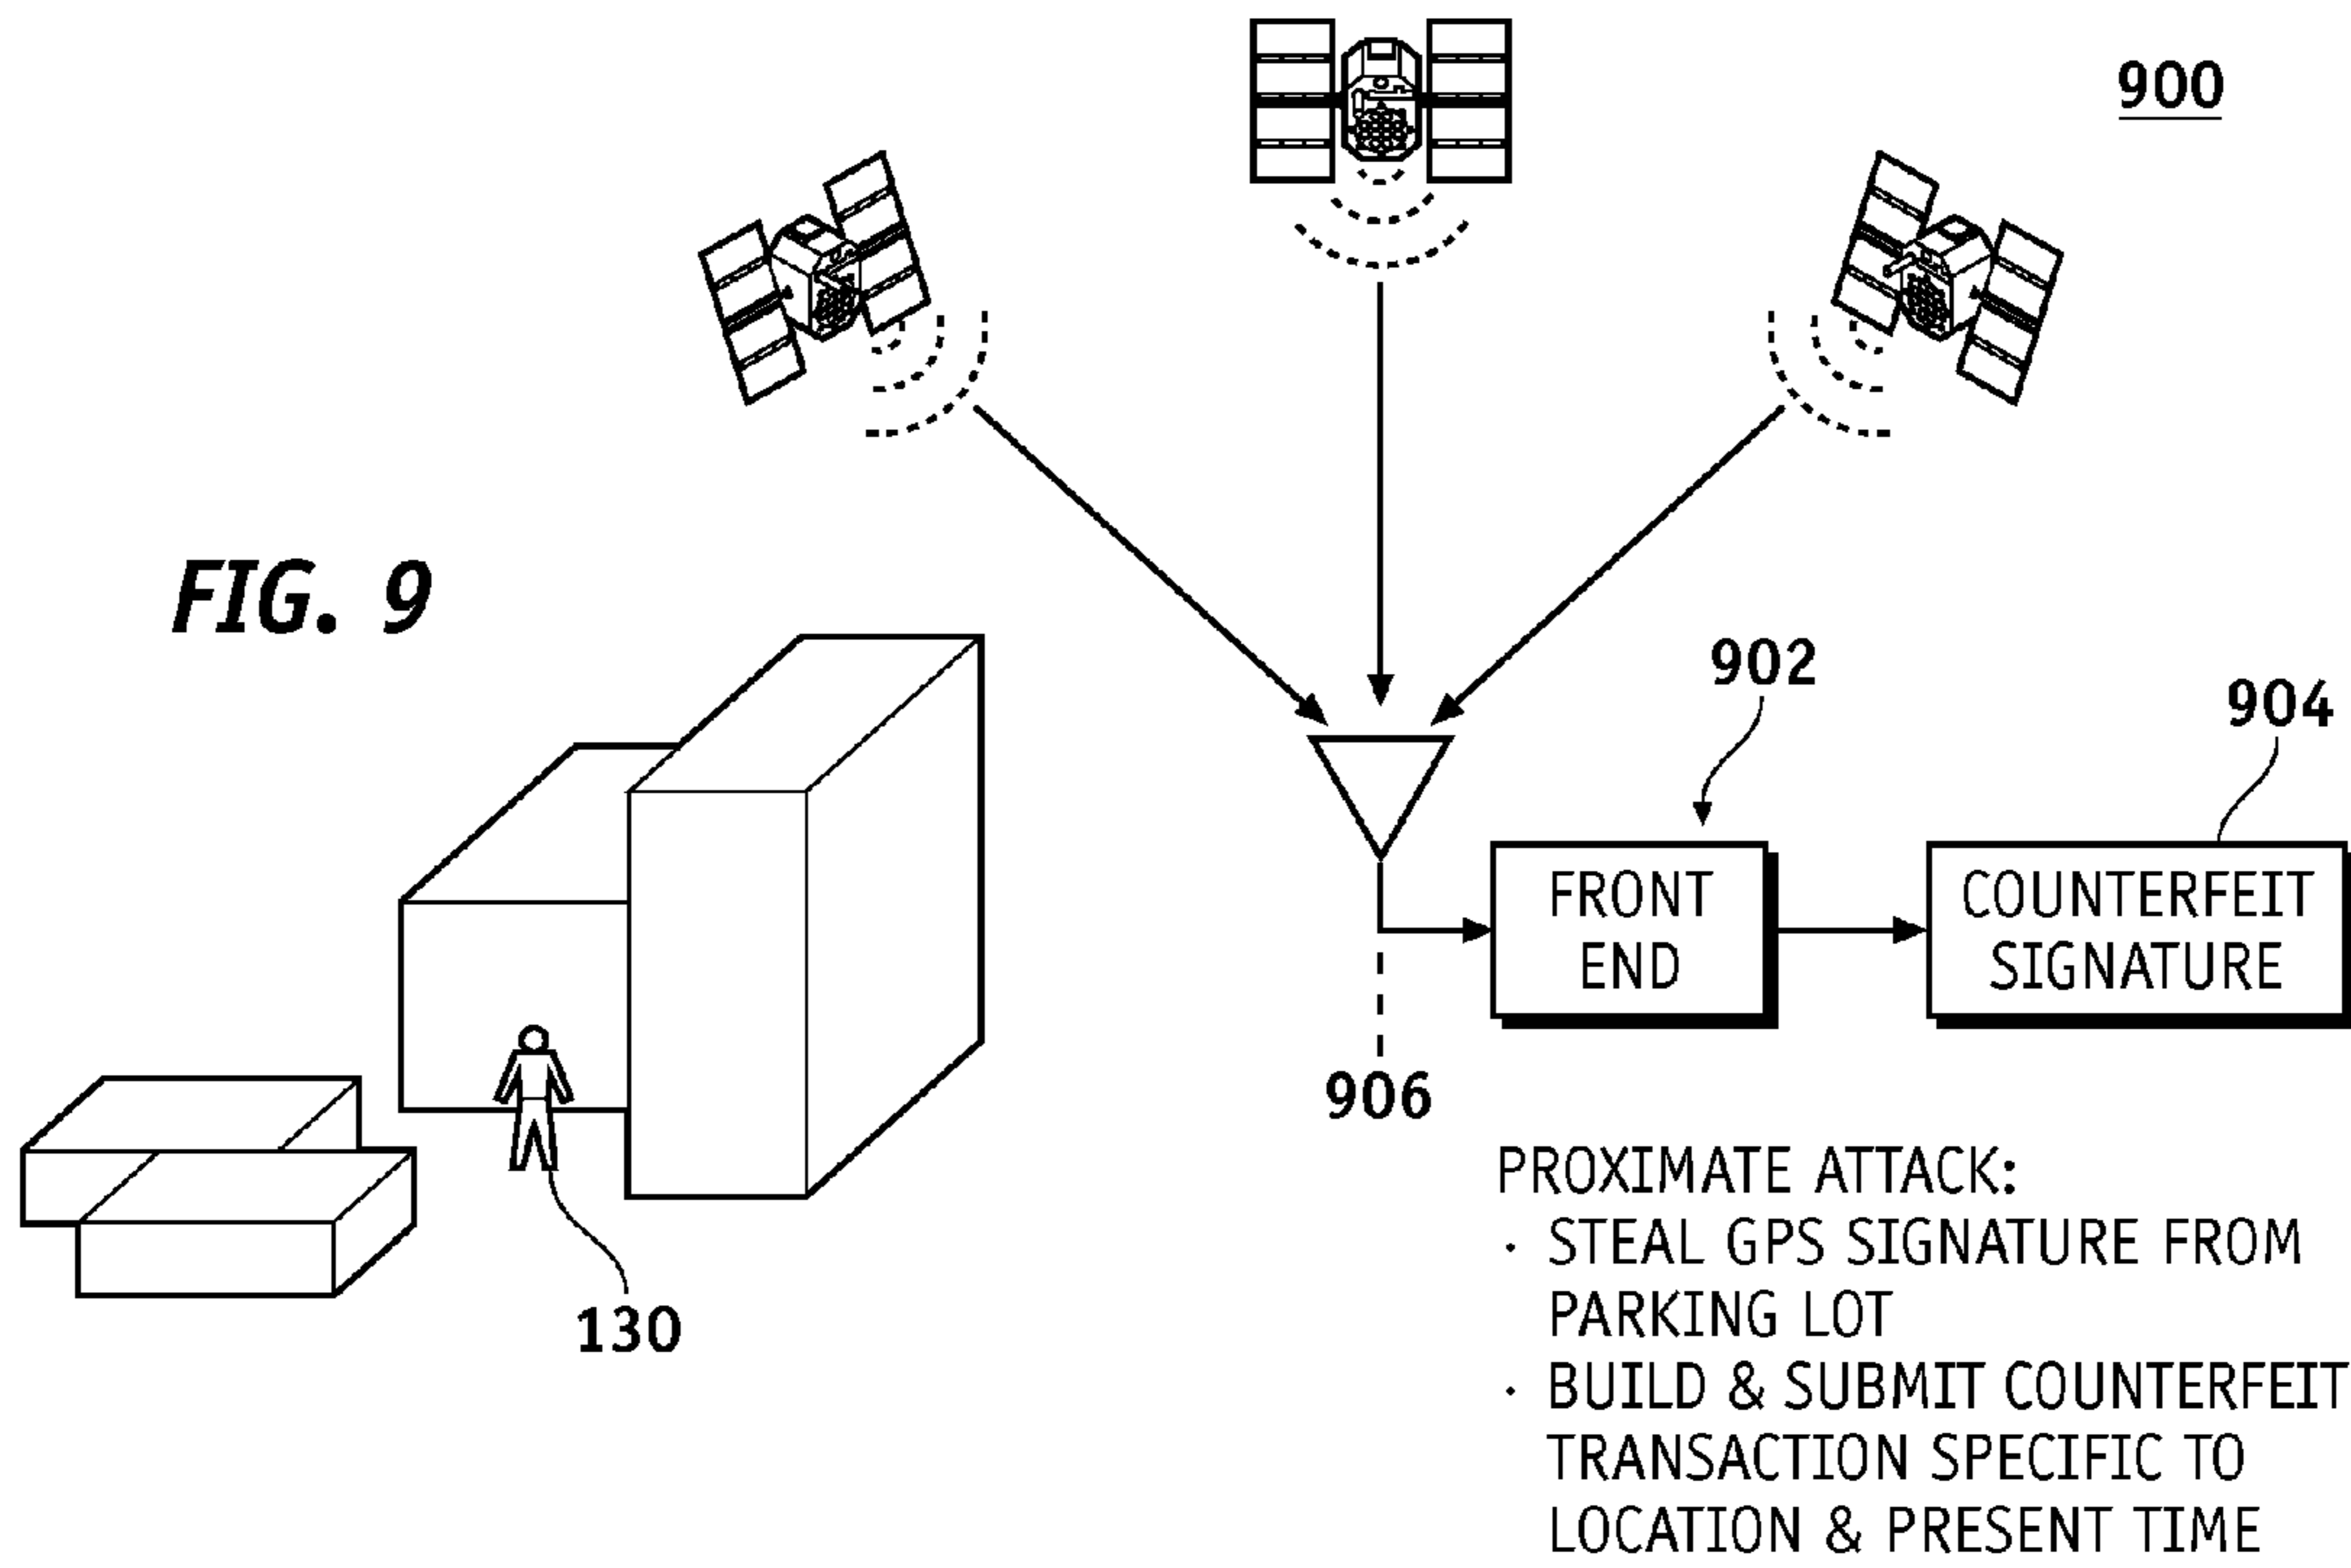 900
FIG. 9
902
904
FRONT
END
COUNTERFEIT
SIGNATURE
906
130
PROXIMATE ATTACK:
· STEAL GPS SIGNATURE FROM
PARKING LOT
· BUILD & SUBMIT COUNTERFEIT
TRANSACTION SPECIFIC TO
LOCATION & PRESENT TIME